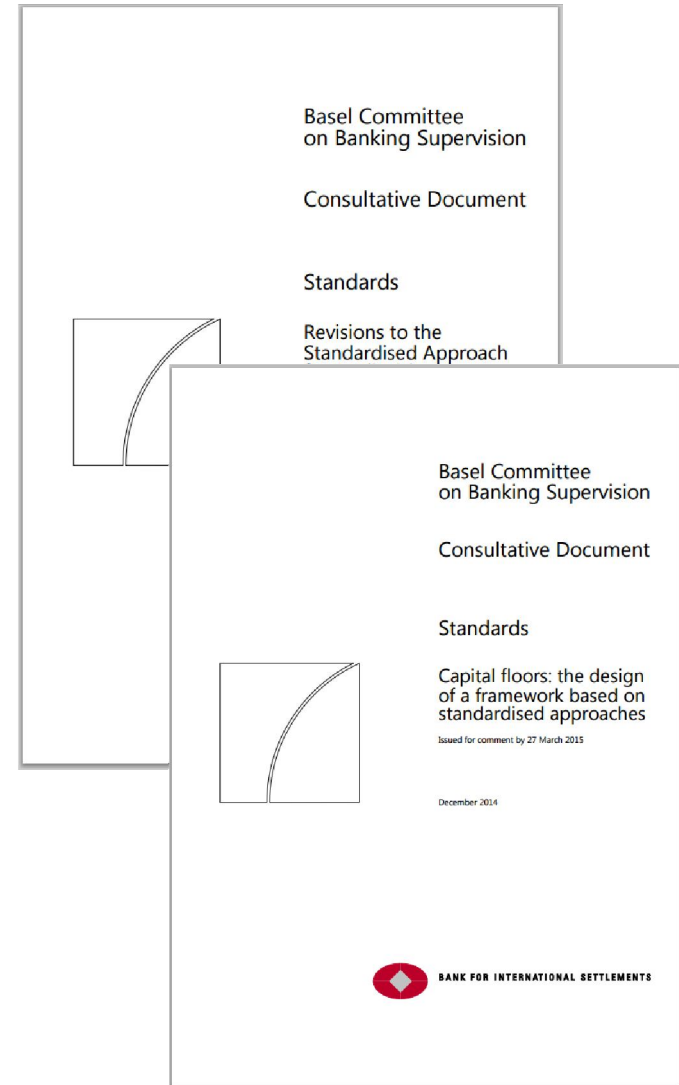 Basel Committee
on Banking Supervision
Consultative Document
Standards
Revisions to the
Standardised Approach
Basel Committee
on Banking Supervision
Consultative Document
Standards
Capital floors: the design
of a framework based on
standardised approaches
Issued for comment by 27 March 2015
December 2014
BANK FOR INTERNATIONAL SETTLEMENTS